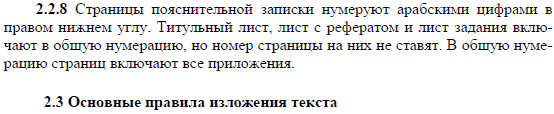 2.2.8 Страницы пояснительной записки нумеруют арабскими цифрами в
правом нижнем углу. Титульный лист, лист с рефератом и лист задания вклю-
чают в общую нумерацию, но номер страницы на них не ставят. В общую нуме-
рацию страниц включают все приложения.
2.3 Основные правила изложения текста